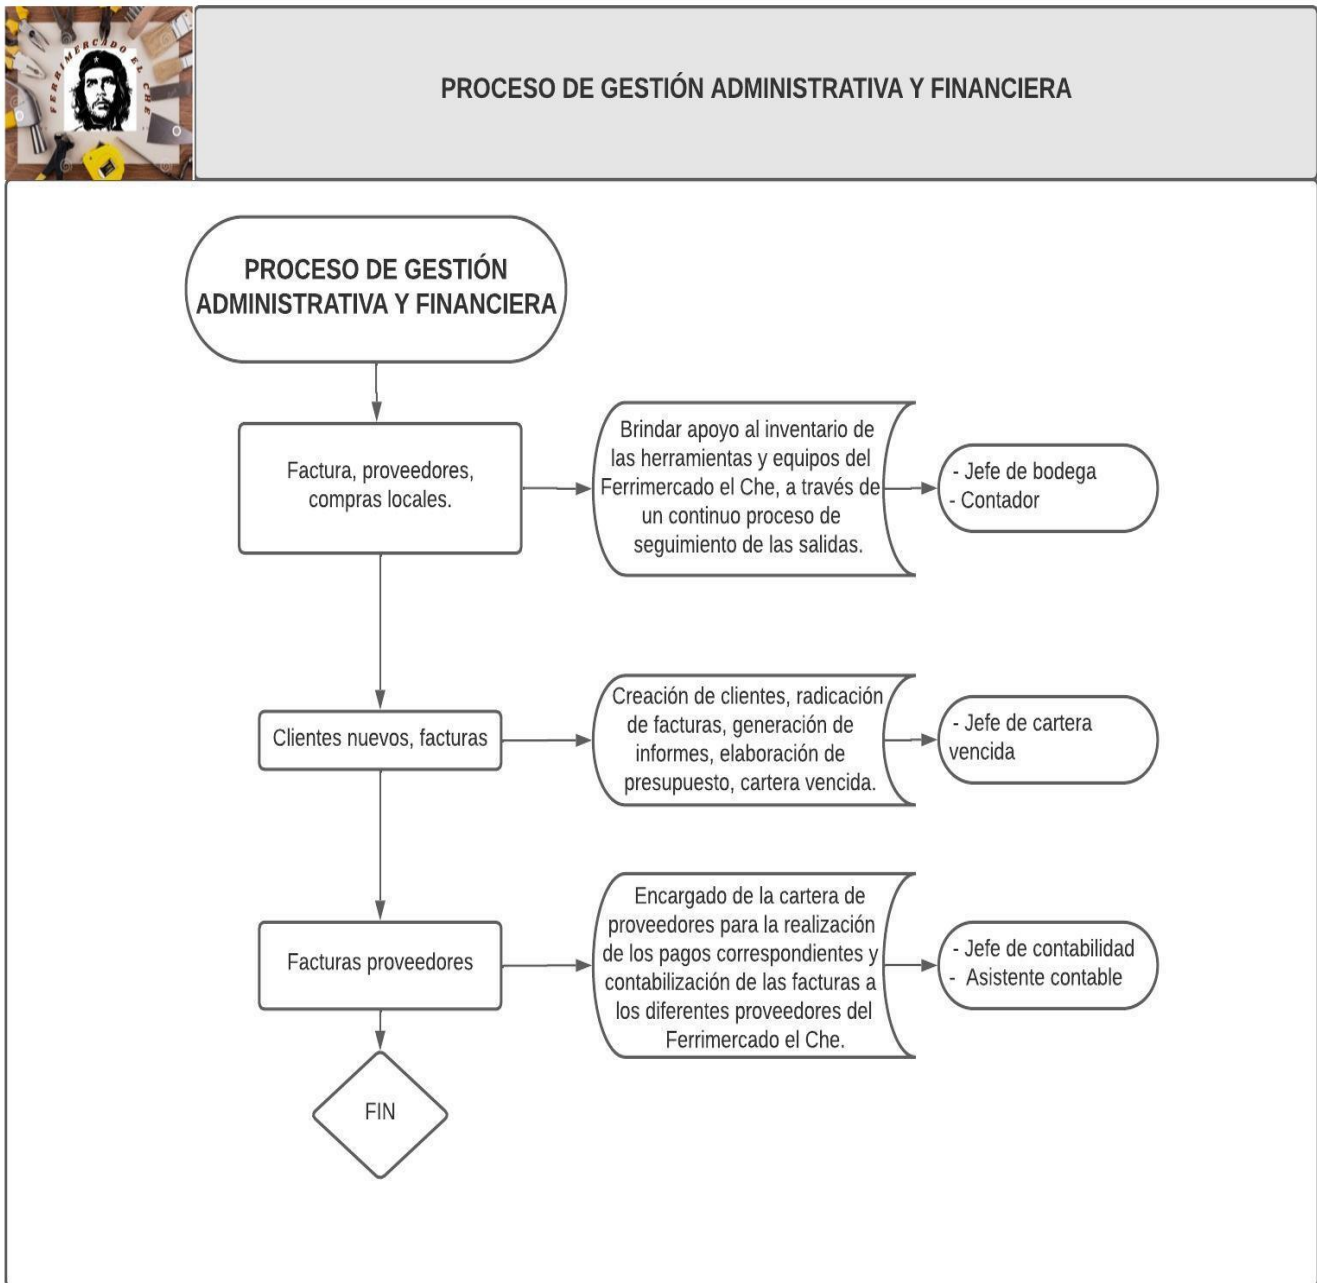 FERRIMERCADO EL CHE
PROCESO DE GESTIÓN ADMINISTRATIVA Y FINANCIERA
PROCESO DE GESTIÓN
ADMINISTRATIVA Y FINANCIERA
Factura, proveedores,
compras locales.
Brindar apoyo al inventario de
las herramientas y equipos del
Ferrimercado el Che, a través de
un continuo proceso de
seguimiento de las salidas.
- Jefe de bodega
- Contador
Clientes nuevos, facturas
Creación de clientes, radicación
de facturas, generación de
informes, elaboración de
presupuesto, cartera vencida.
- Jefe de cartera
vencida
Facturas proveedores
Encargado de la cartera de
proveedores para la realización
de los pagos correspondientes y
contabilización de las facturas a
los diferentes proveedores del
Ferrimercado el Che.
- Jefe de contabilidad
- Asistente contable
FIN